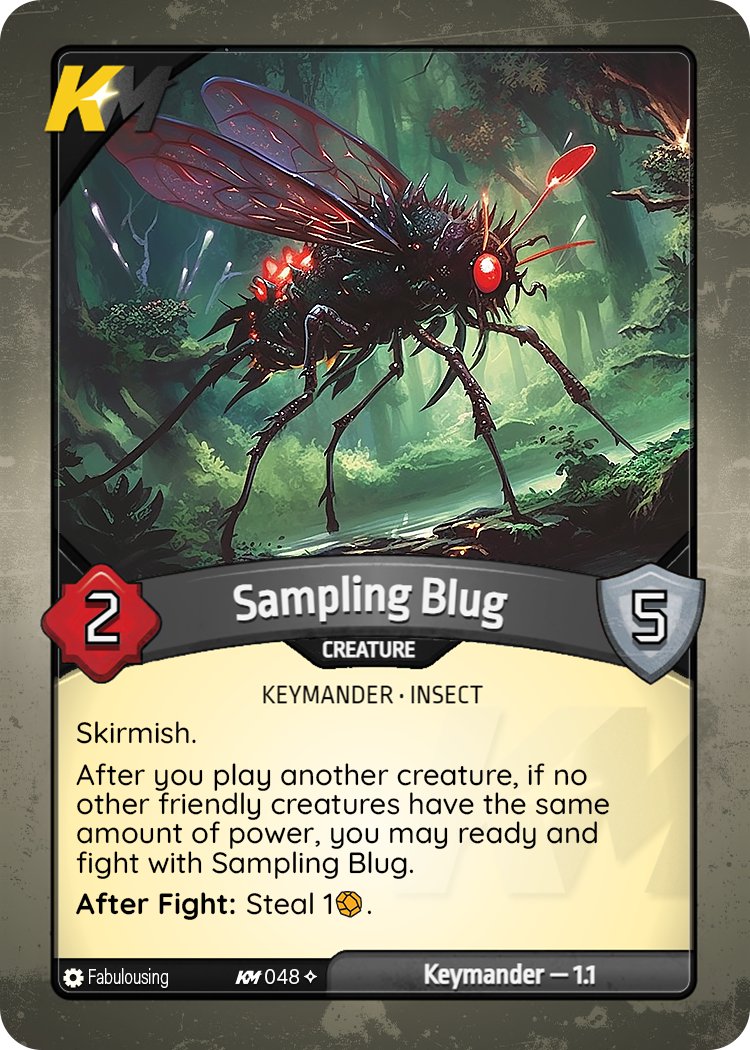 KM
Sampling Blug
2
5
CREATURE
KEYMANDER • INSECT
Skirmish.
After you play another creature, if no
other friendly creatures have the same
amount of power, you may ready and
fight with Sampling Blug.
After Fight: Steal 1.
Fabulousing
KM 048
Keymander — 1.1